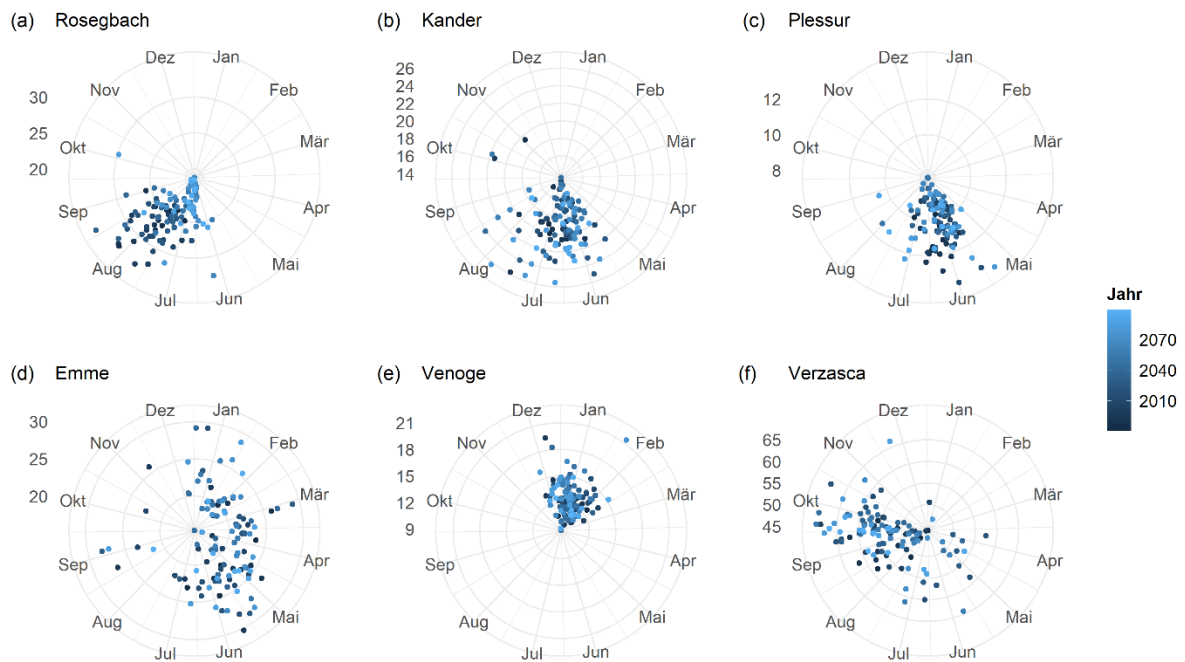 (a) Rosegbach
Dez Jan
Nov Feb
Okt Mär
Sep Apr
Aug Mai
Jul Jun
30
25
20
(b) Kander
Dez Jan
Nov Feb
Okt Mär
Sep Apr
Aug Mai
Jul Jun
26
24
22
20
18
16
14
(c) Plessur
Dez Jan
Nov Feb
Okt Mär
Sep Apr
Aug Mai
Jul Jun
12
10
8
(d) Emme
Dez Jan
Nov Feb
Okt Mär
Sep Apr
Aug Mai
Jul Jun
30
25
20
(e) Venoge
Dez Jan
Nov Feb
Okt Mär
Sep Apr
Aug Mai
Jul Jun
21
18
15
12
9
(f) Verzasca
Dez Jan
Nov Feb
Okt Mär
Sep Apr
Aug Mai
Jul Jun
65
60
55
50
45
Jahr
2070
2040
2010